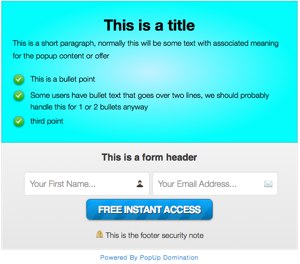 This is a title
This is a short paragraph, normally this will be some text with associated meaning
for the popup content or offer
This is a bullet point
Some users have bullet text that goes over two lines, we should probably
handle this for 1 or 2 bullets anyway
third point
This is a form header
Your First Name... Your Email Address...
FREE INSTANT ACCESS
This is the footer security note
Powered By PopUp Domination